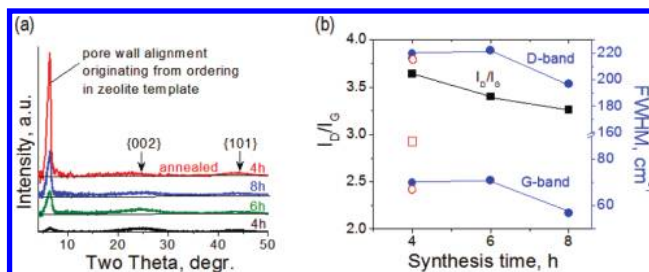 (a)
Intensity, a.u.
pore wall alignment
originating from ordering
in zeolite template
{002}
{101}
annealed
4h
8h
6h
4h
10 20 30 40 50
Two Theta, degr.
(b)
I_D/I_G
4.0
3.5
3.0
2.5
2.0
D-band
I_D/I_G
G-band
220
200
180
160
80
60
FWHM, cm⁻¹
4 6 8
Synthesis time, h